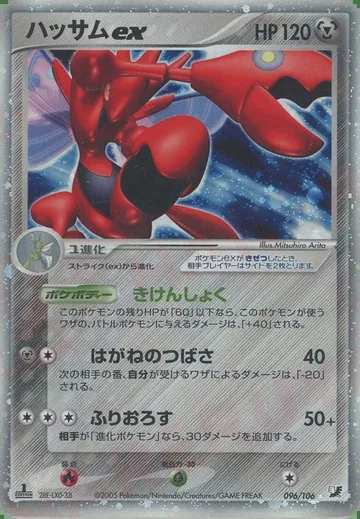 ハッサムex HP120
Illus. Mitsuhiro Arita
1進化
ストライク(ex)から進化
ポケモンexがきぜつしたとき、
相手プレイヤーはサイドを2枚とります。
ポケボディー きけんしょく
このポケモンの残りHPが「60」以下なら、このポケモンが使う
ワザの、バトルポケモンに与えるダメージは、「+40」される。
はがねのつばさ 40
次の相手の番、自分が受けるワザによるダメージは、「-20」
される。
ふりおろす 50+
相手が「進化ポケモン」なら、30ダメージを追加する。
弱点 抵抗力 -30 にげる
1 EDITION 28E-UX0-3JL ©2005 Pokémon/Nintendo/Creatures/GAME FREAK 096/106